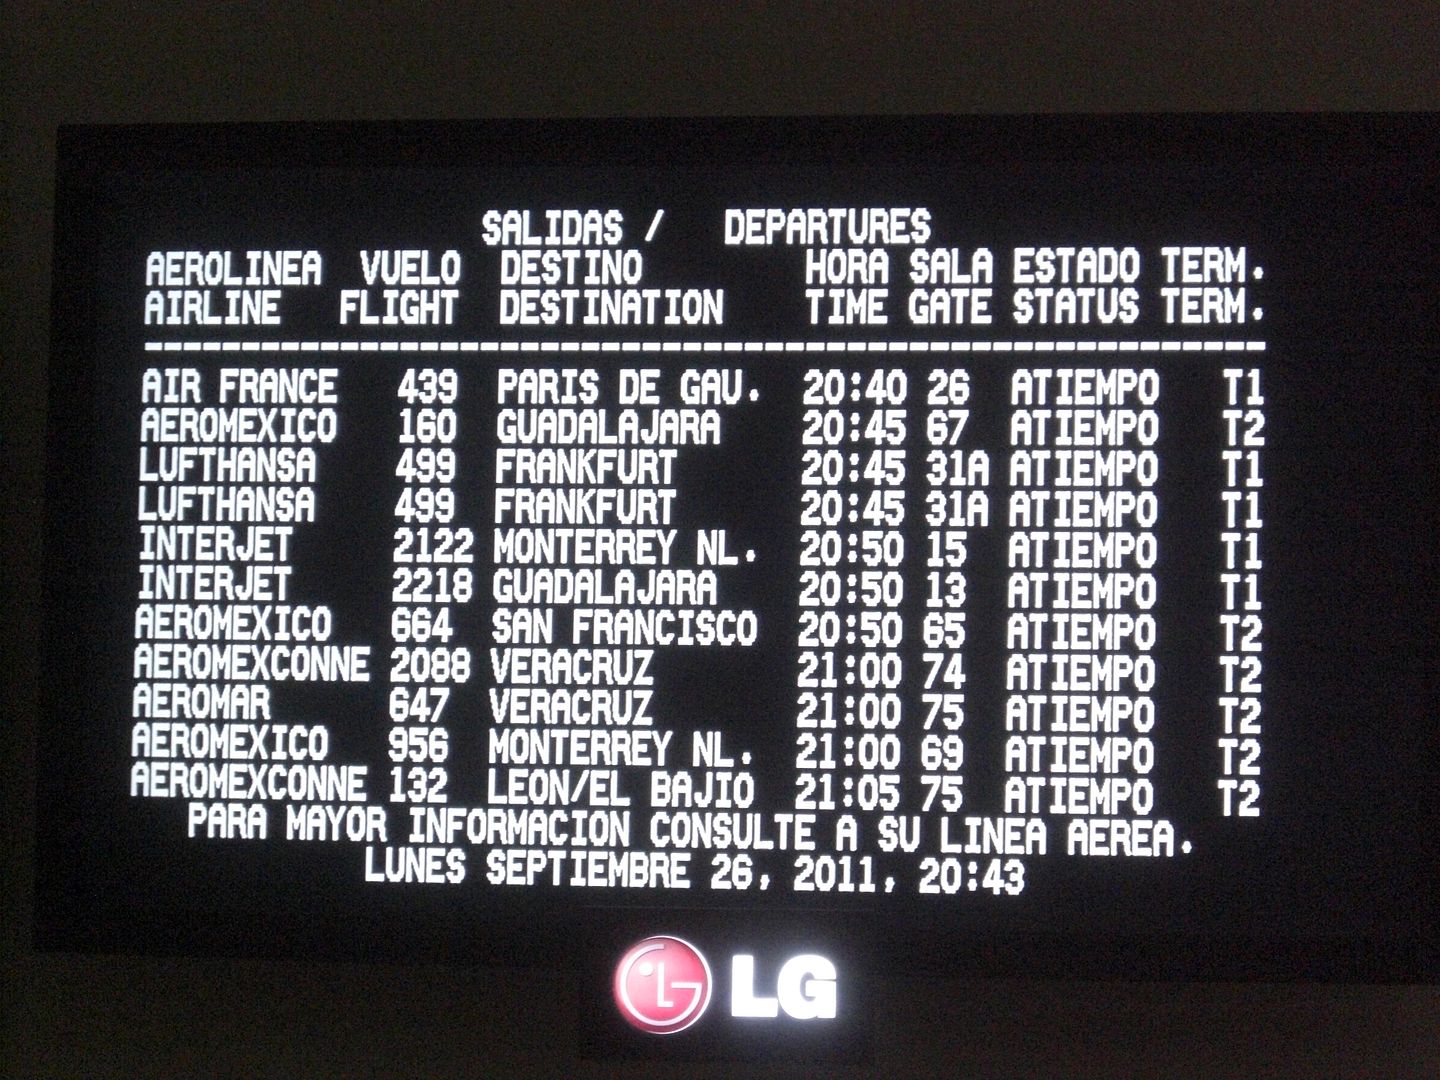 SALIDAS / DEPARTURES
AEROLINEA VUELO DESTINO HORA SALA ESTADO TERM.
AIRLINE FLIGHT DESTINATION TIME GATE STATUS TERM.
AIR FRANCE 439 PARIS DE GAU. 20:40 26 ATIEMPO T1
AEROMEXICO 160 GUADALAJARA 20:45 67 ATIEMPO T2
LUFTHANSA 499 FRANKFURT 20:45 31A ATIEMPO T1
LUFTHANSA 499 FRANKFURT 20:45 31A ATIEMPO T1
INTERJET 2122 MONTERREY NL. 20:50 15 ATIEMPO T1
INTERJET 2218 GUADALAJARA 20:50 13 ATIEMPO T1
AEROMEXICO 664 SAN FRANCISCO 20:50 65 ATIEMPO T2
AEROMEXCONNE 2088 VERACRUZ 21:00 74 ATIEMPO T2
AEROMAR 647 VERACRUZ 21:00 75 ATIEMPO T2
AEROMEXICO 956 MONTERREY NL. 21:00 69 ATIEMPO T2
AEROMEXCONNE 132 LEON/EL BAJIO 21:05 75 ATIEMPO T2
PARA MAYOR INFORMACION CONSULTE A SU LINEA AEREA.
LUNES SEPTIEMBRE 26, 2011, 20:43
LG